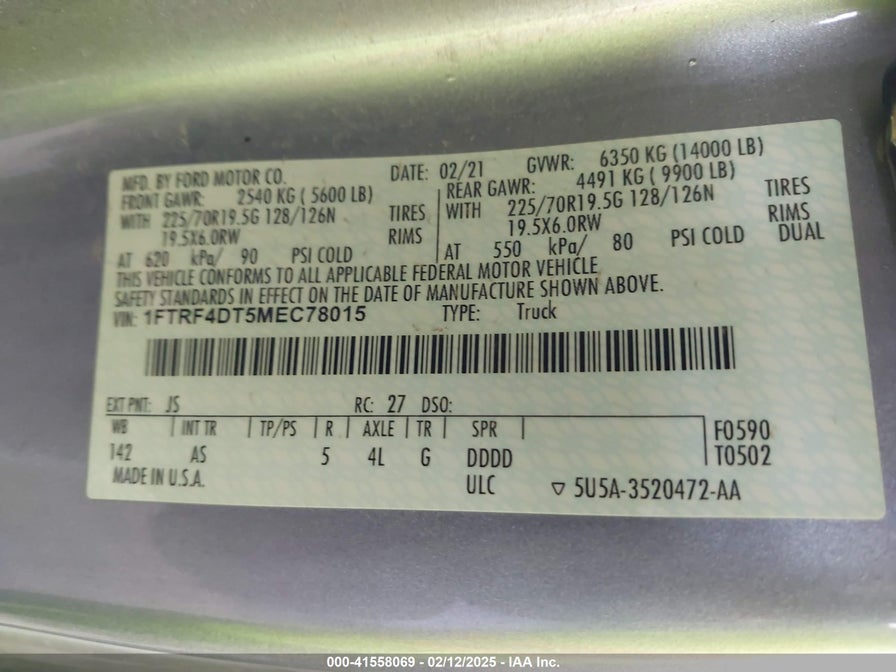 MFD. BY FORD MOTOR CO. DATE: 02/21 GVWR: 6350 KG (14000 LB)
FRONT GAWR: 2540 KG ( 5600 LB) REAR GAWR: 4491 KG ( 9900 LB)
WITH 225/70R19.5G 128/126N TIRES WITH 225/70R19.5G 128/126N TIRES
19.5X6.0RW RIMS 19.5X6.0RW RIMS
AT 620 kPa/ 90 PSI COLD AT 550 kPa/ 80 PSI COLD DUAL
THIS VEHICLE CONFORMS TO ALL APPLICABLE FEDERAL MOTOR VEHICLE
SAFETY STANDARDS IN EFFECT ON THE DATE OF MANUFACTURE SHOWN ABOVE.
VIN: 1FTRF4DT5MEC78015 TYPE: Truck
EXT PNT: JS RC: 27 DSO:
WB INT TR TP/PS R AXLE TR SPR F0590
142 AS 5 4L G DDDD T0502
MADE IN U.S.A. ULC ▽ 5U5A-3520472-AA
000-41558069 - 02/12/2025 - IAA Inc.